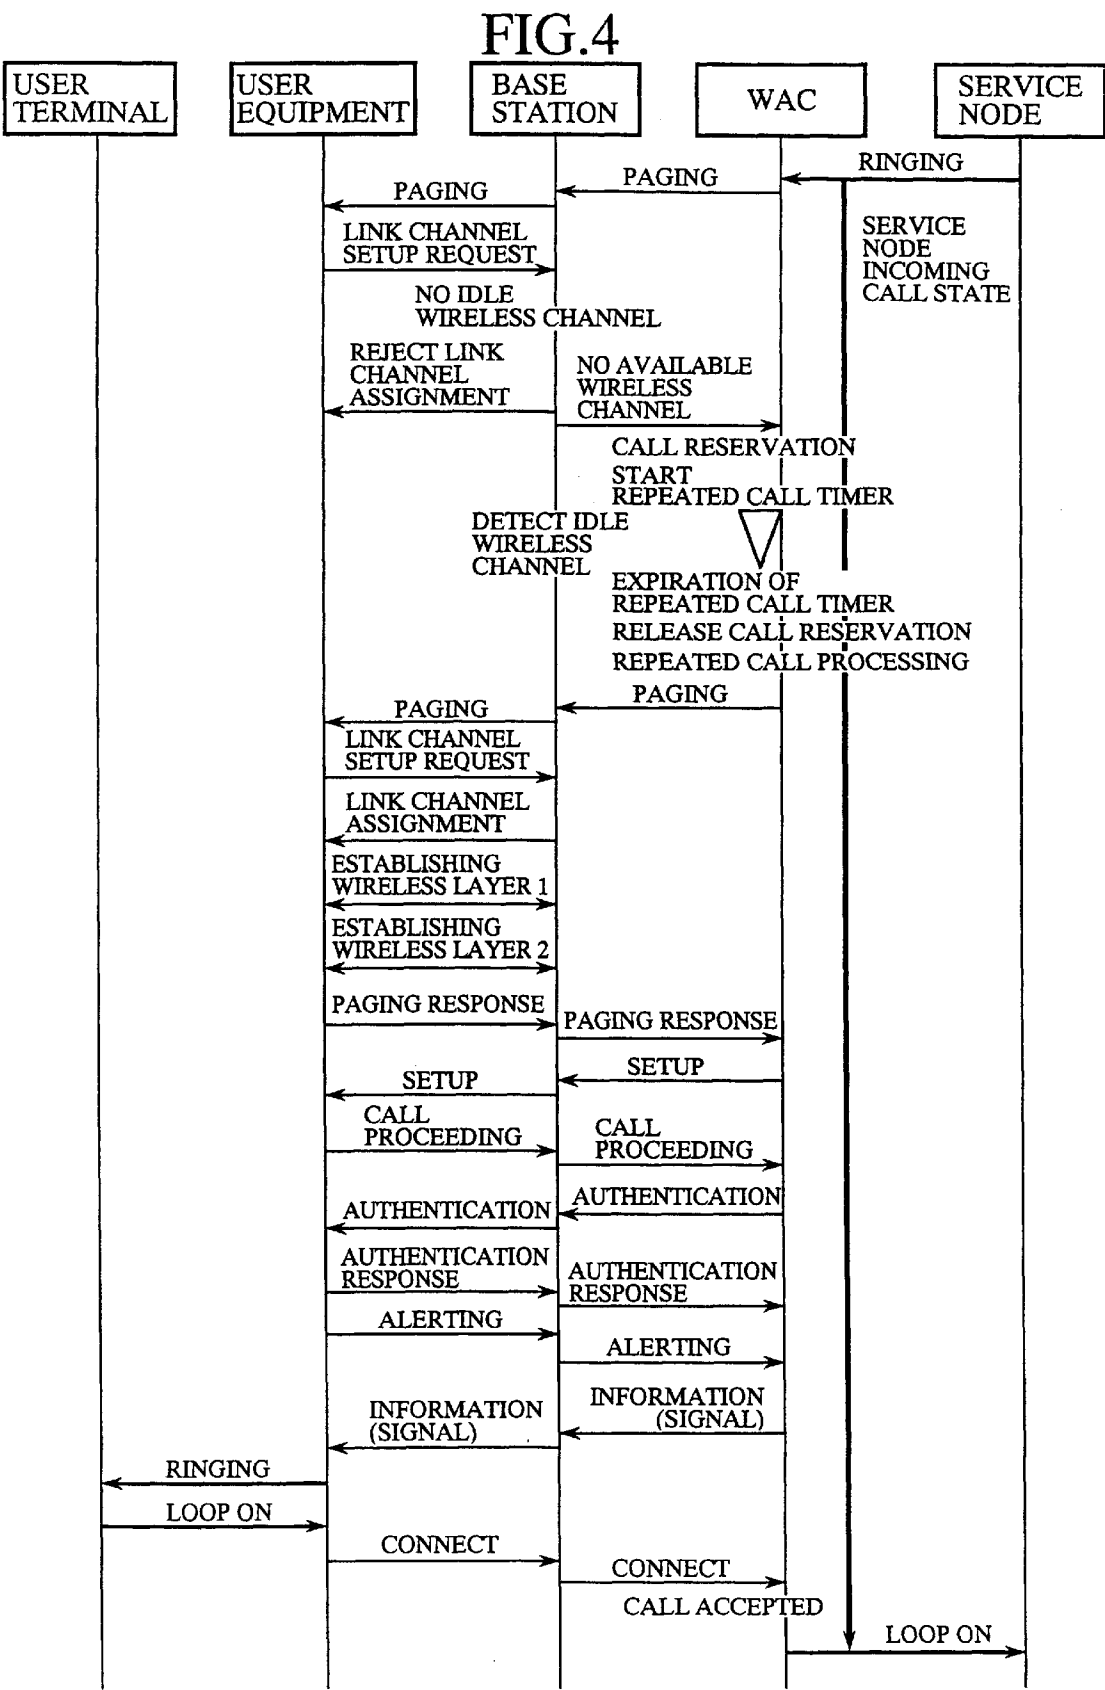 FIG.4
USER
TERMINAL
USER
EQUIPMENT
BASE
STATION
WAC
SERVICE
NODE
RINGING
PAGING
PAGING
LINK CHANNEL
SETUP REQUEST
SERVICE
NODE
INCOMING
CALL STATE
NO IDLE
WIRELESS CHANNEL
REJECT LINK
CHANNEL
ASSIGNMENT
NO AVAILABLE
WIRELESS
CHANNEL
CALL RESERVATION
START
REPEATED CALL TIMER
DETECT IDLE
WIRELESS
CHANNEL
EXPIRATION OF
REPEATED CALL TIMER
RELEASE CALL RESERVATION
REPEATED CALL PROCESSING
PAGING
PAGING
LINK CHANNEL
SETUP REQUEST
LINK CHANNEL
ASSIGNMENT
ESTABLISHING
WIRELESS LAYER 1
ESTABLISHING
WIRELESS LAYER 2
PAGING RESPONSE
PAGING RESPONSE
SETUP
SETUP
CALL
PROCEEDING
CALL
PROCEEDING
AUTHENTICATION
AUTHENTICATION
AUTHENTICATION
RESPONSE
AUTHENTICATION
RESPONSE
ALERTING
ALERTING
INFORMATION
(SIGNAL)
INFORMATION
(SIGNAL)
RINGING
LOOP ON
CONNECT
CONNECT
CALL ACCEPTED
LOOP ON